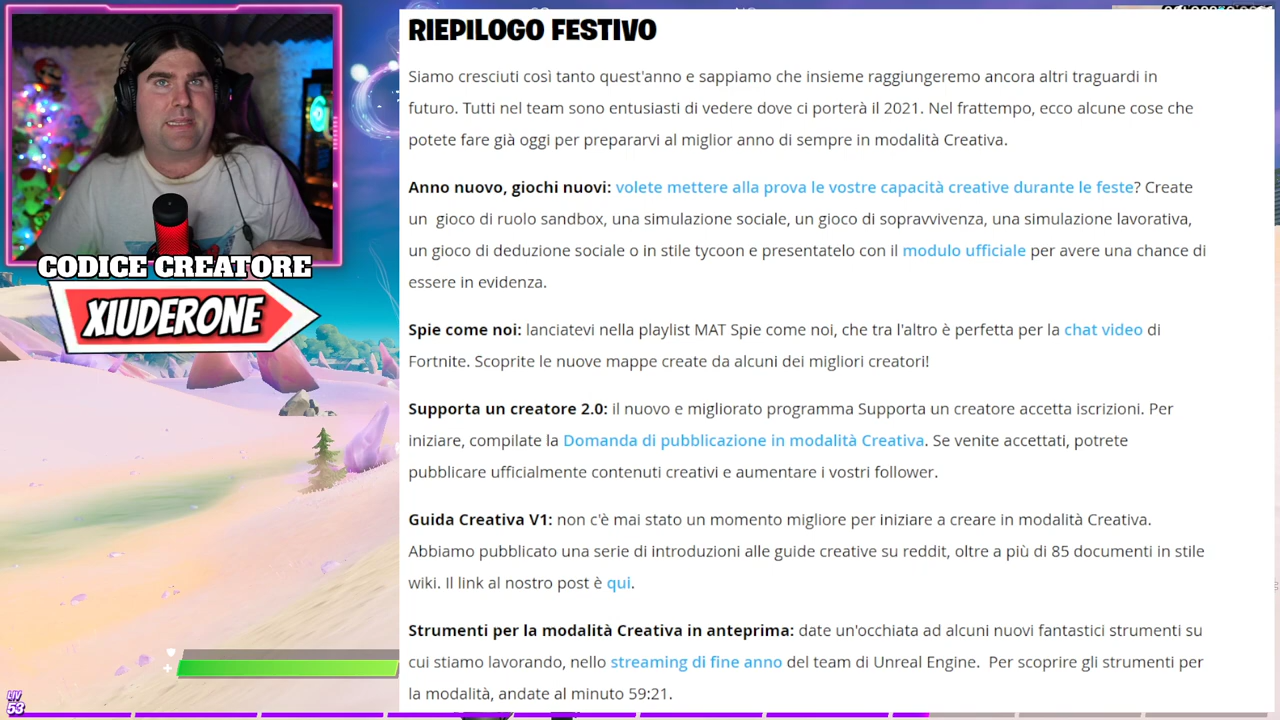 RIEPILOGO FESTIVO
Siamo cresciuti così tanto quest'anno e sappiamo che insieme raggiungeremo ancora altri traguardi in
futuro. Tutti nel team sono entusiasti di vedere dove ci porterà il 2021. Nel frattempo, ecco alcune cose che
potete fare già oggi per prepararvi al miglior anno di sempre in modalità Creativa.
Anno nuovo, giochi nuovi: volete mettere alla prova le vostre capacità creative durante le feste? Create
un gioco di ruolo sandbox, una simulazione sociale, un gioco di sopravvivenza, una simulazione lavorativa,
un gioco di deduzione sociale o in stile tycoon e presentatelo con il modulo ufficiale per avere una chance di
essere in evidenza.
Spie come noi: lanciatevi nella playlist MAT Spie come noi, che tra l'altro è perfetta per la chat video di
Fortnite. Scoprite le nuove mappe create da alcuni dei migliori creatori!
Supporta un creatore 2.0: il nuovo e migliorato programma Supporta un creatore accetta iscrizioni. Per
iniziare, compilate la Domanda di pubblicazione in modalità Creativa. Se venite accettati, potrete
pubblicare ufficialmente contenuti creativi e aumentare i vostri follower.
Guida Creativa V1: non c'è mai stato un momento migliore per iniziare a creare in modalità Creativa.
Abbiamo pubblicato una serie di introduzioni alle guide creative su reddit, oltre a più di 85 documenti in stile
wiki. Il link al nostro post è qui.
Strumenti per la modalità Creativa in anteprima: date un'occhiata ad alcuni nuovi fantastici strumenti su
cui stiamo lavorando, nello streaming di fine anno del team di Unreal Engine. Per scoprire gli strumenti per
la modalità, andate al minuto 59:21.
CODICE CREATORE
XIUDERONE
LIV
53